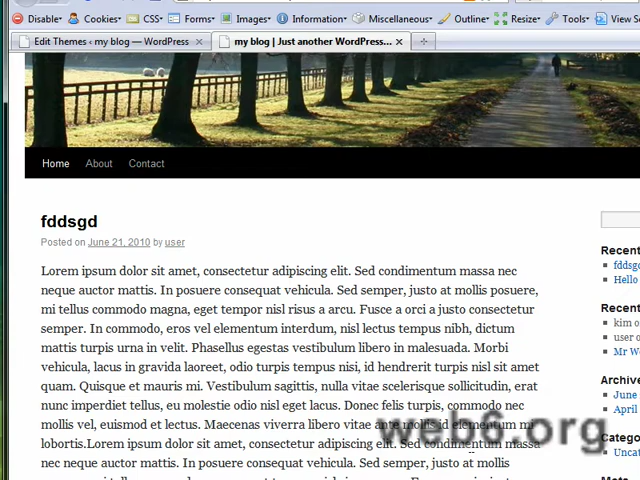 Disable Cookies CSS Forms Images Information Miscellaneous Outline Resize Tools View So
Edit Themes ‹ my blog — WordPress
my blog | Just another WordPress...
Home About Contact
fddsgd
Posted on June 21, 2010 by user
Lorem ipsum dolor sit amet, consectetur adipiscing elit. Sed condimentum massa nec
neque auctor mattis. In posuere consequat vehicula. Sed semper, justo at mollis posuere,
mi tellus commodo magna, eget tempor nisl risus a arcu. Fusce a orci a justo consectetur
semper. In commodo, eros vel elementum interdum, nisl lectus tempus nibh, dictum
mattis turpis urna in velit. Phasellus egestas vestibulum libero in malesuada. Morbi
vehicula, lacus in gravida laoreet, odio turpis tempus nisi, id hendrerit turpis nisl sit amet
quam. Quisque et mauris mi. Vestibulum sagittis, nulla vitae scelerisque sollicitudin, erat
nunc imperdiet tellus, eu molestie odio nisl eget lacus. Donec felis turpis, commodo nec
mollis vel, euismod et lectus. Maecenas viverra libero vitae ante mollis id elementum mi
lobortis.Lorem ipsum dolor sit amet, consectetur adipiscing elit. Sed condimentum massa
nec neque auctor mattis. In posuere consequat vehicula. Sed semper, justo at mollis
Recent
fddsgd
Hello
Recent
kim o
user o
Mr Wo
Archive
June
April
Catego
Uncat
Meta
web6.org